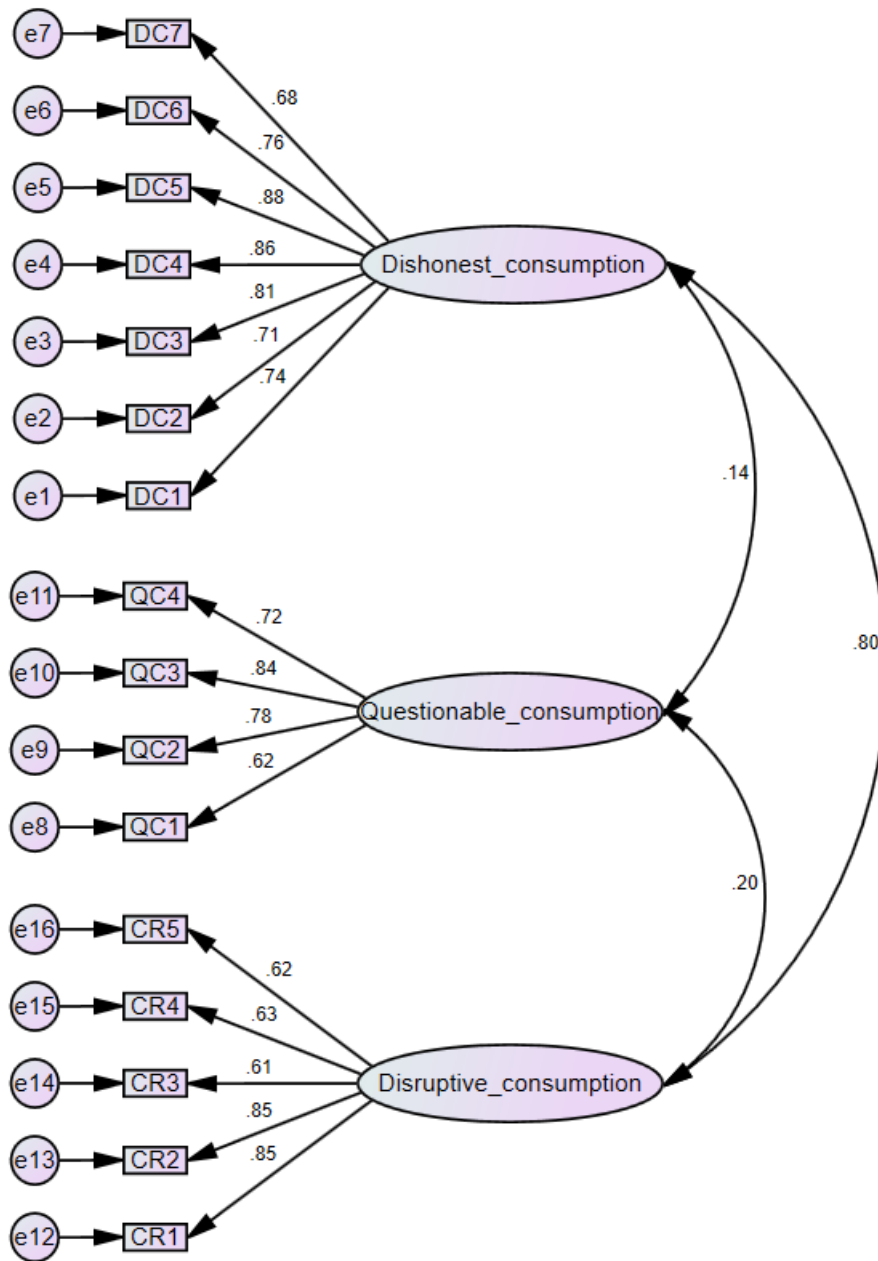 e7 DC7
.68
e6 DC6
.76
e5 DC5
.88
e4 DC4 .86 Dishonest_consumption
.81
e3 DC3
.71
e2 DC2
.74
e1 DC1
.14
e11 QC4
.72
.80
e10 QC3
.84
Questionable_consumption
.78
e9 QC2
.62
e8 QC1
.20
e16 CR5
.62
e15 CR4
.63
e14 CR3 .61 Disruptive_consumption
.85
e13 CR2
.85
e12 CR1